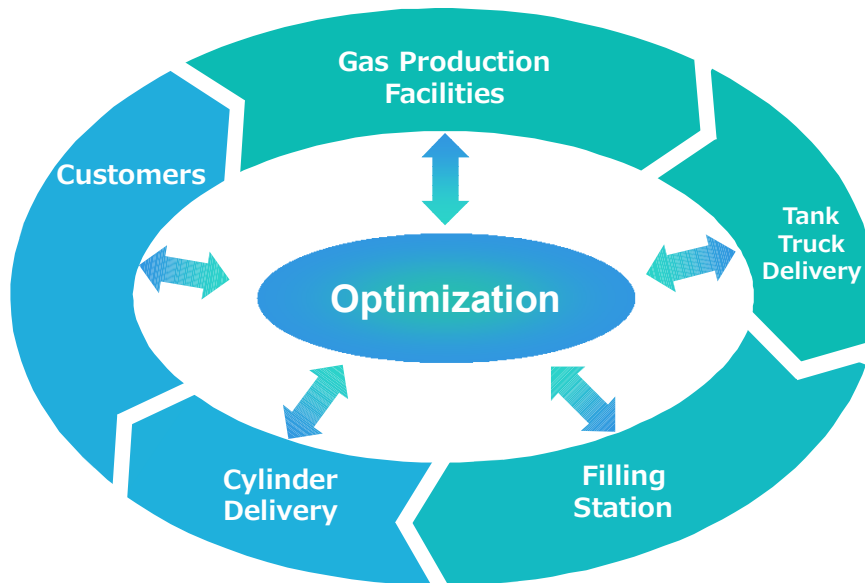 Gas Production
Facilities
Customers
Tank
Truck
Delivery
Optimization
Cylinder
Delivery
Filling
Station